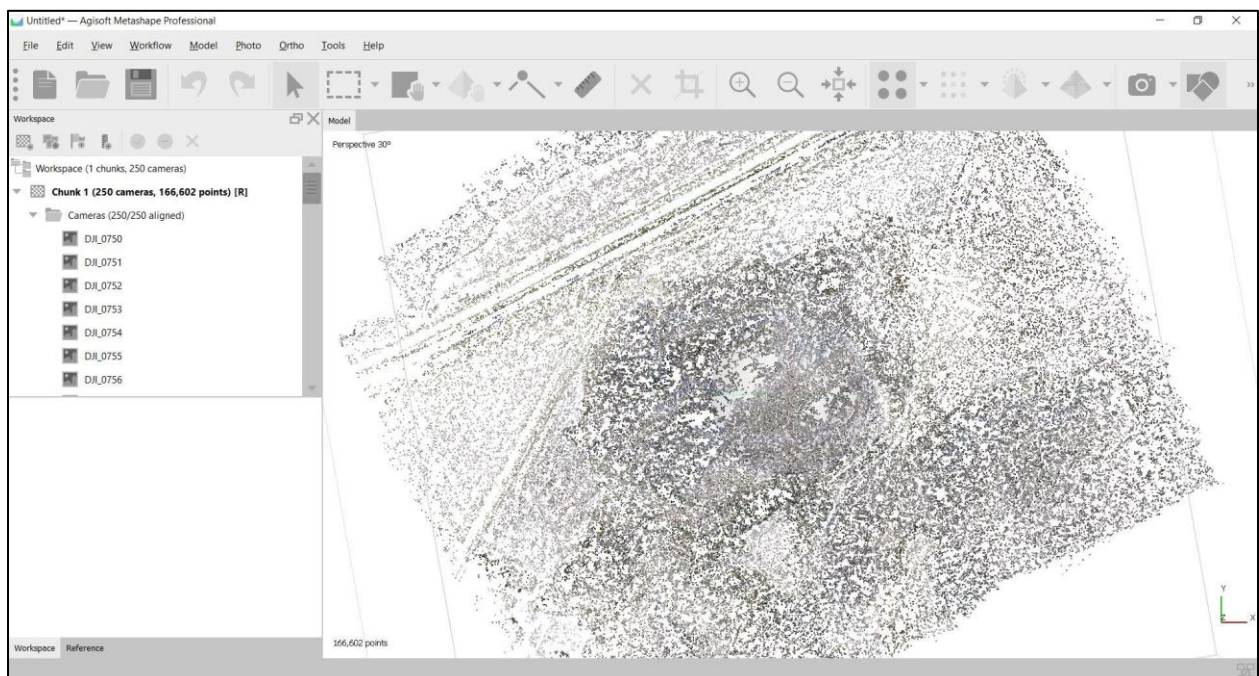 Untitled* — Agisoft Metashape Professional
File Edit View Workflow Model Photo Ortho Tools Help
Workspace
Model
Perspective 30°
Workspace (1 chunks, 250 cameras)
Chunk 1 (250 cameras, 166,602 points) [R]
Cameras (250/250 aligned)
DJI_0750
DJI_0751
DJI_0752
DJI_0753
DJI_0754
DJI_0755
DJI_0756
Y
X
Z
166,602 points
Workspace Reference